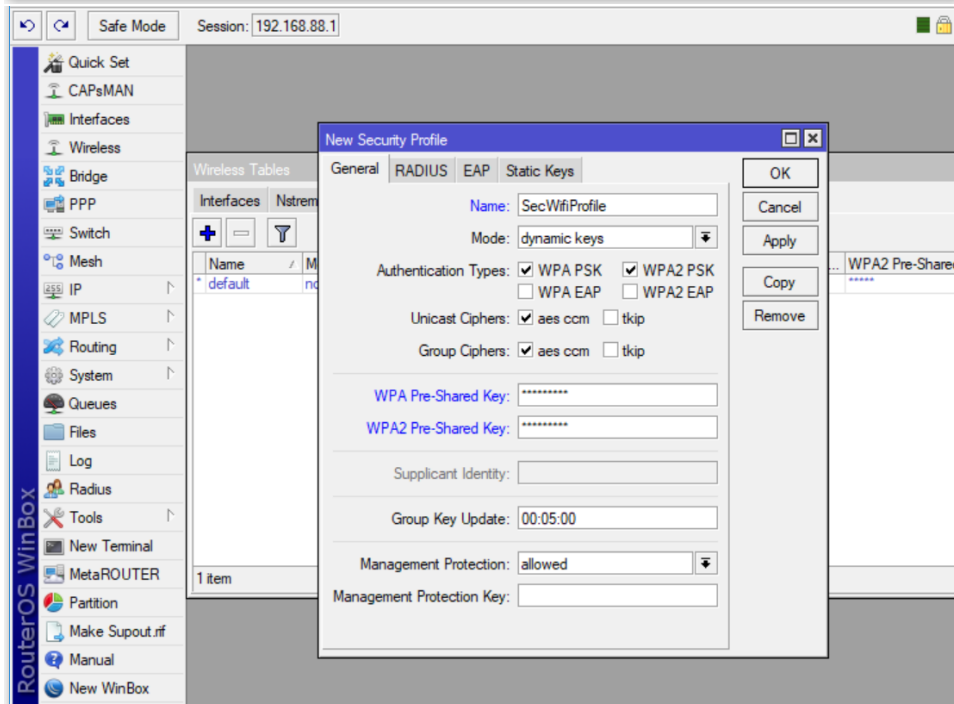 Safe Mode Session: 192.168.88.1
Quick Set
CAPsMAN
Interfaces
Wireless
Bridge
PPP
Switch
Mesh
255 IP
MPLS
Routing
System
Queues
Files
Log
Radius
Tools
New Terminal
MetaROUTER
Partition
Make Supout.rif
Manual
New WinBox
RouterOS WinBox
Wireless Tables
Interfaces Nstrem
Name M
* default no
1 item
... WPA2 Pre-Share
*****
New Security Profile
General RADIUS EAP Static Keys
Name: SecWifiProfile
Mode: dynamic keys
Authentication Types: WPA PSK WPA2 PSK
WPA EAP WPA2 EAP
Unicast Ciphers: aes ccm tkip
Group Ciphers: aes ccm tkip
WPA Pre-Shared Key: *********
WPA2 Pre-Shared Key: *********
Supplicant Identity:
Group Key Update: 00:05:00
Management Protection: allowed
Management Protection Key:
OK
Cancel
Apply
Copy
Remove